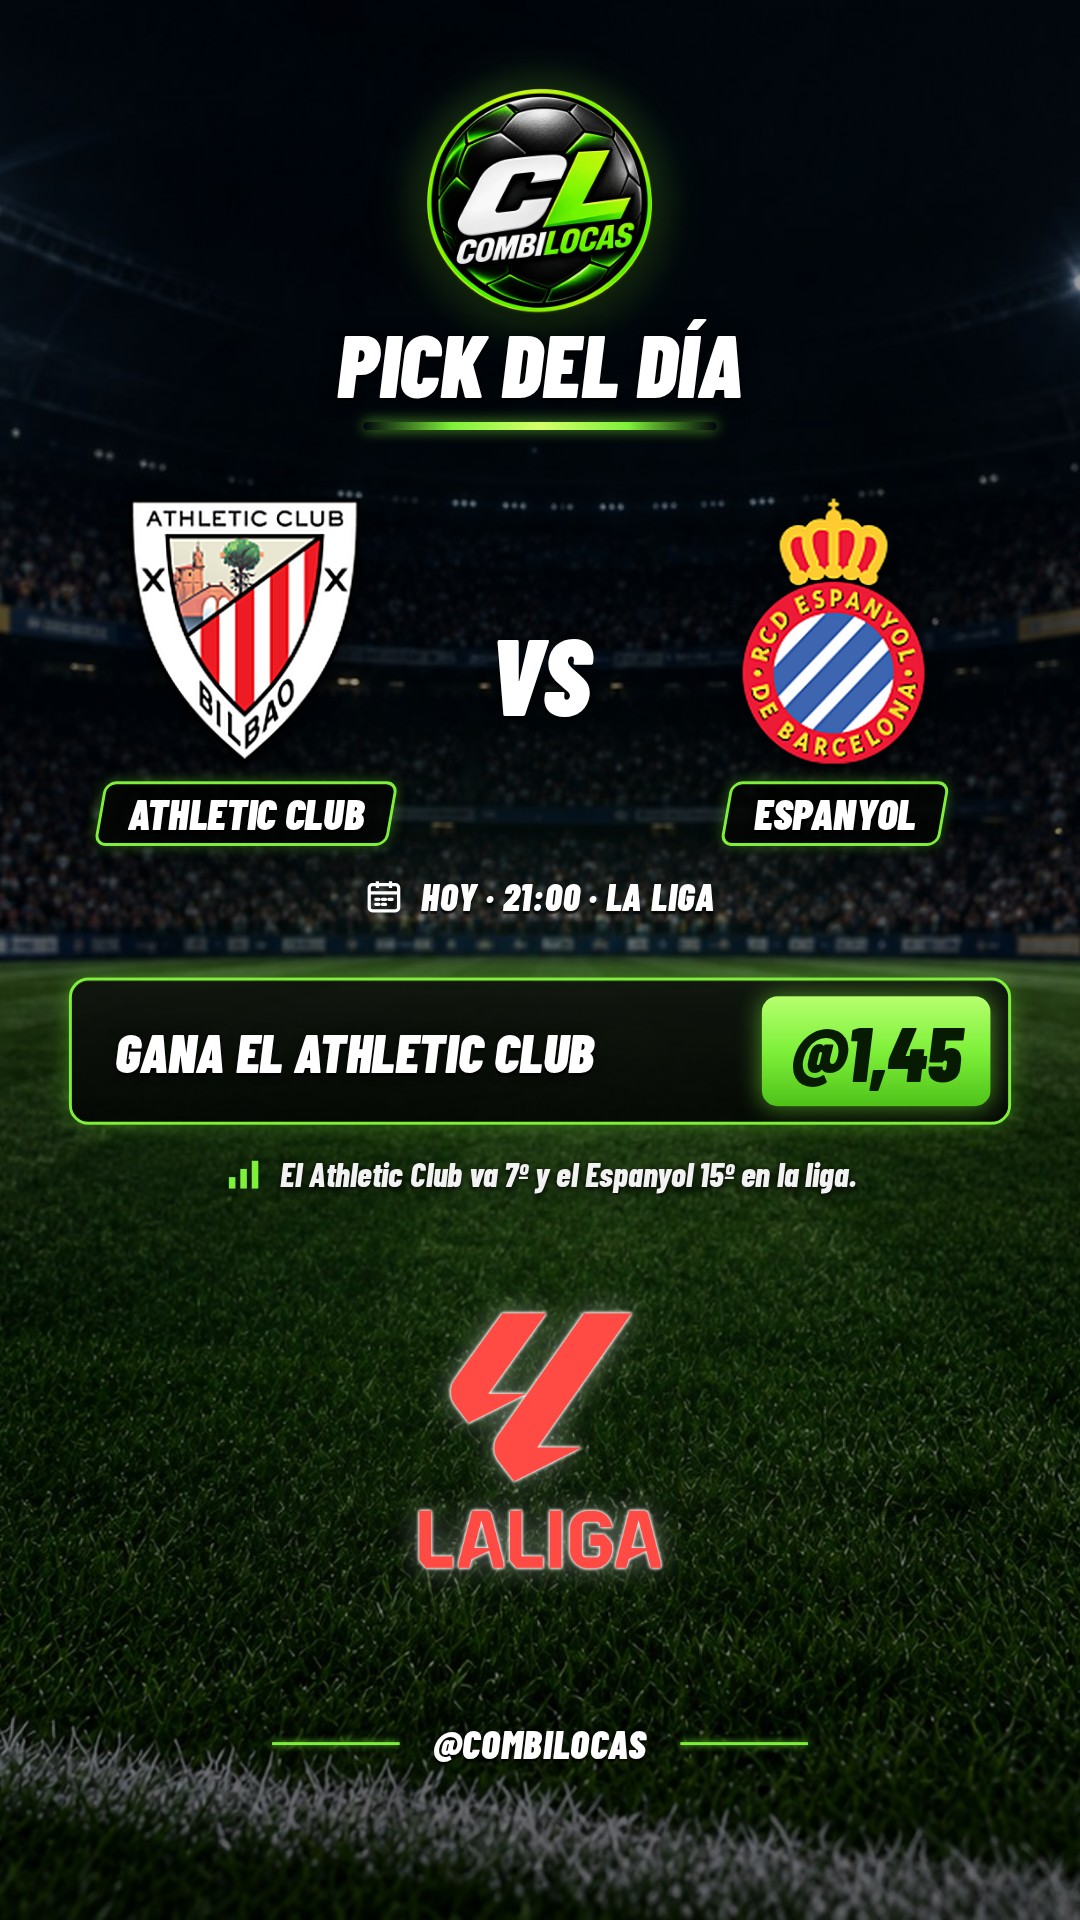 CL
COMBILOCAS
PICK DEL DÍA
ATHLETIC CLUB
BILBAO
VS
RCD ESPANYOL
DE BARCELONA
ATHLETIC CLUB
ESPANYOL
HOY · 21:00 · LA LIGA
GANA EL ATHLETIC CLUB
@1,45
El Athletic Club va 7º y el Espanyol 15º en la liga.
LALIGA
@COMBILOCAS